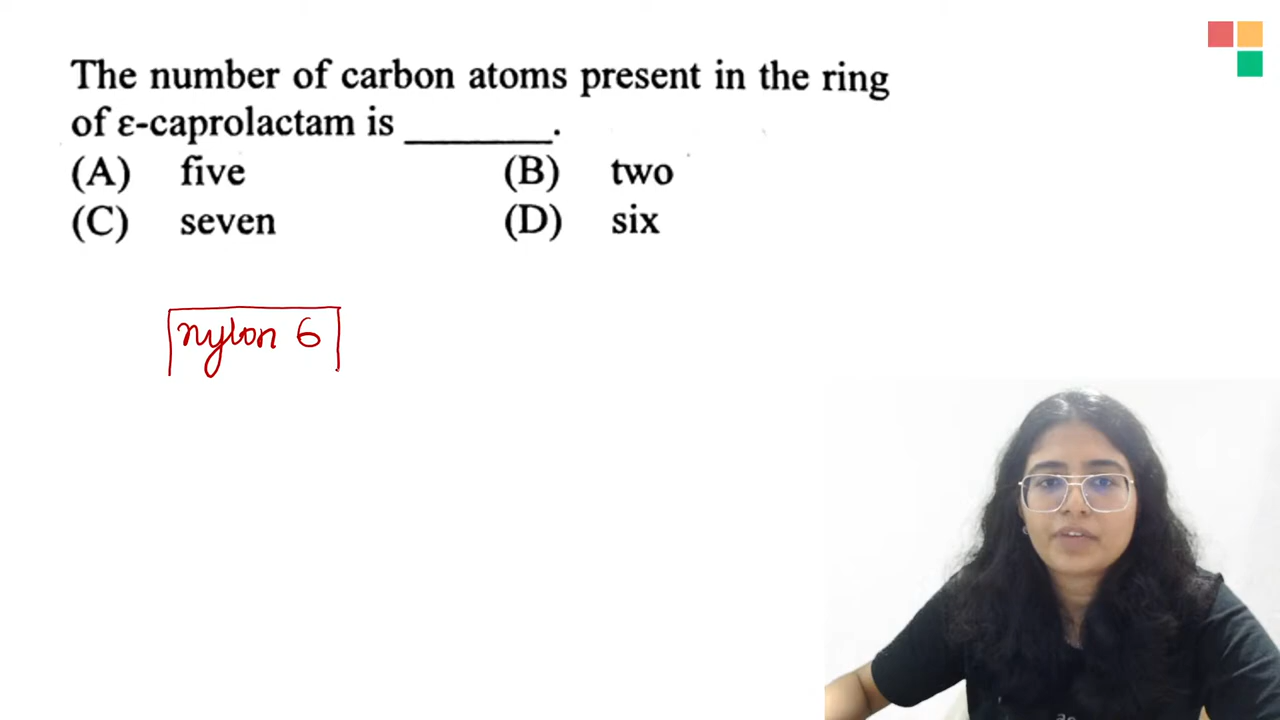 The number of carbon atoms present in the ring
of ε-caprolactam is ________.
(A) five (B) two
(C) seven (D) six
nylon 6